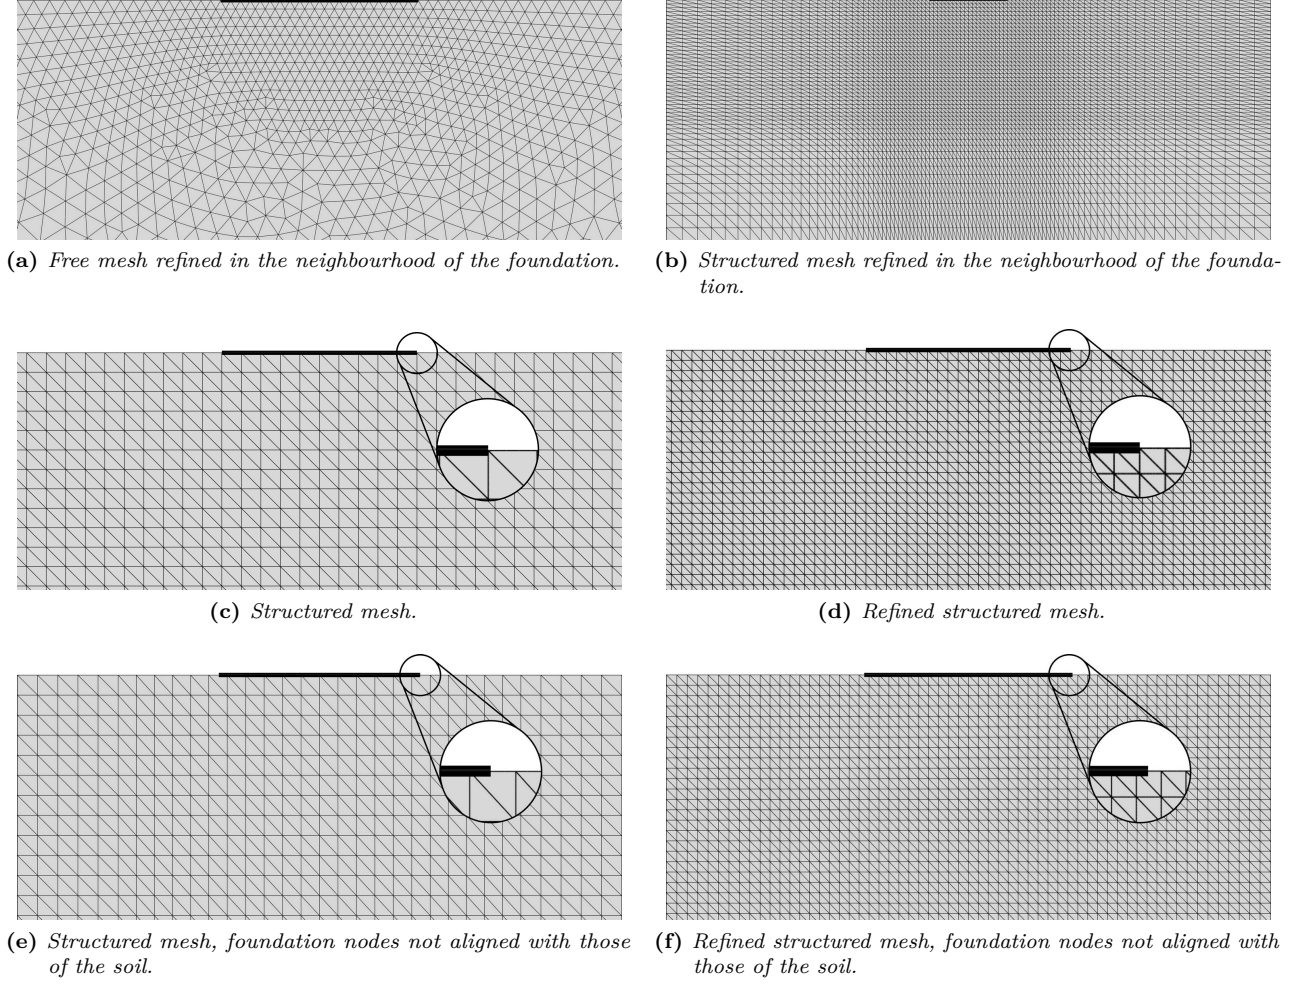 (a) Free mesh refined in the neighbourhood of the foundation.
(b) Structured mesh refined in the neighbourhood of the founda-
tion.
(c) Structured mesh.
(d) Refined structured mesh.
(e) Structured mesh, foundation nodes not aligned with those
of the soil.
(f) Refined structured mesh, foundation nodes not aligned with
those of the soil.